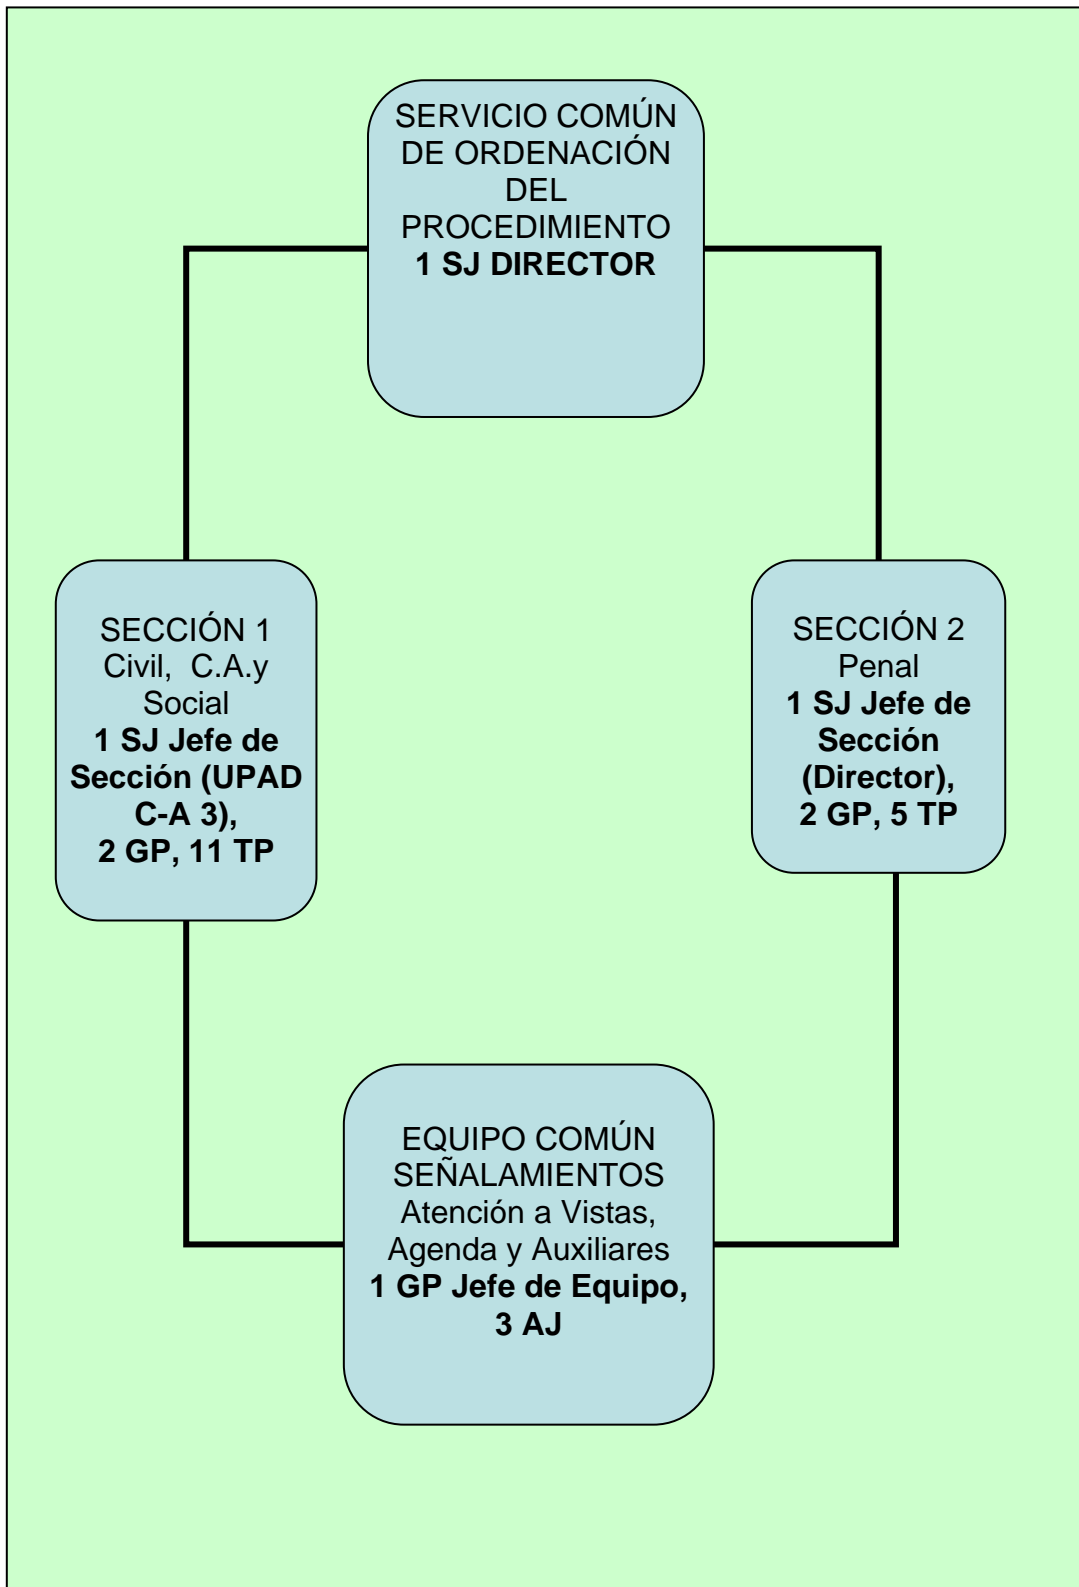 SERVICIO COMÚN
DE ORDENACIÓN
DEL
PROCEDIMIENTO
1 SJ DIRECTOR
SECCIÓN 1
Civil, C.A.y
Social
1 SJ Jefe de
Sección (UPAD
C-A 3),
2 GP, 11 TP
SECCIÓN 2
Penal
1 SJ Jefe de
Sección
(Director),
2 GP, 5 TP
EQUIPO COMÚN
SEÑALAMIENTOS
Atención a Vistas,
Agenda y Auxiliares
1 GP Jefe de Equipo,
3 AJ